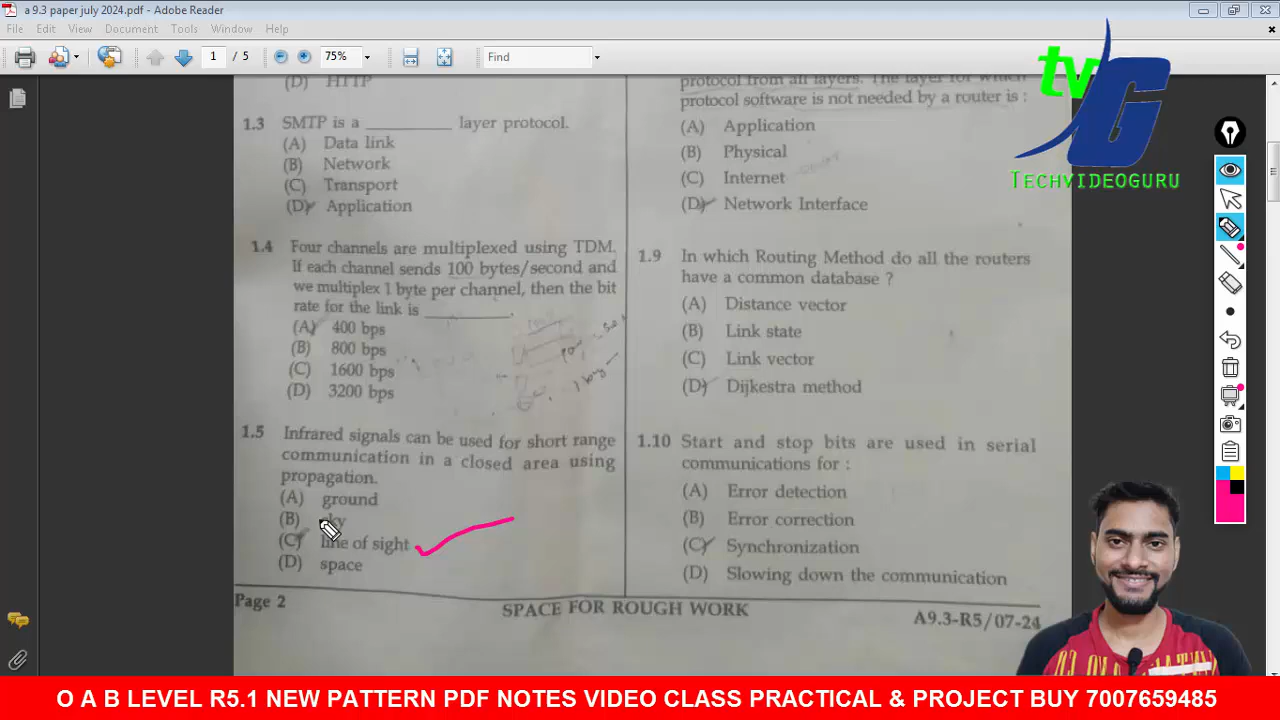 a 9.3 paper july 2024.pdf - Adobe Reader
File Edit View Document Tools Window Help
1 / 5 75% Find
(D) HTTP
1.3 SMTP is a __________ layer protocol.
(A) Data link
(B) Network
(C) Transport
(D) Application
1.4 Four channels are multiplexed using TDM.
If each channel sends 100 bytes/second and
we multiplex 1 byte per channel, then the bit
rate for the link is __________.
(A) 400 bps
(B) 800 bps
(C) 1600 bps
(D) 3200 bps
1.5 Infrared signals can be used for short range
communication in a closed area using
propagation.
(A) ground
(B) sky
(C) line of sight
(D) space
protocol from all layers. The layer for which
protocol software is not needed by a router is :
(A) Application
(B) Physical
(C) Internet
(D) Network Interface
1.9 In which Routing Method do all the routers
have a common database ?
(A) Distance vector
(B) Link state
(C) Link vector
(D) Dijkestra method
1.10 Start and stop bits are used in serial
communications for :
(A) Error detection
(B) Error correction
(C) Synchronization
(D) Slowing down the communication
Page 2 SPACE FOR ROUGH WORK A9.3-R5/07-24
tv G
TECHVIDEOGURU
O A B LEVEL R5.1 NEW PATTERN PDF NOTES VIDEO CLASS PRACTICAL & PROJECT BUY 7007659485